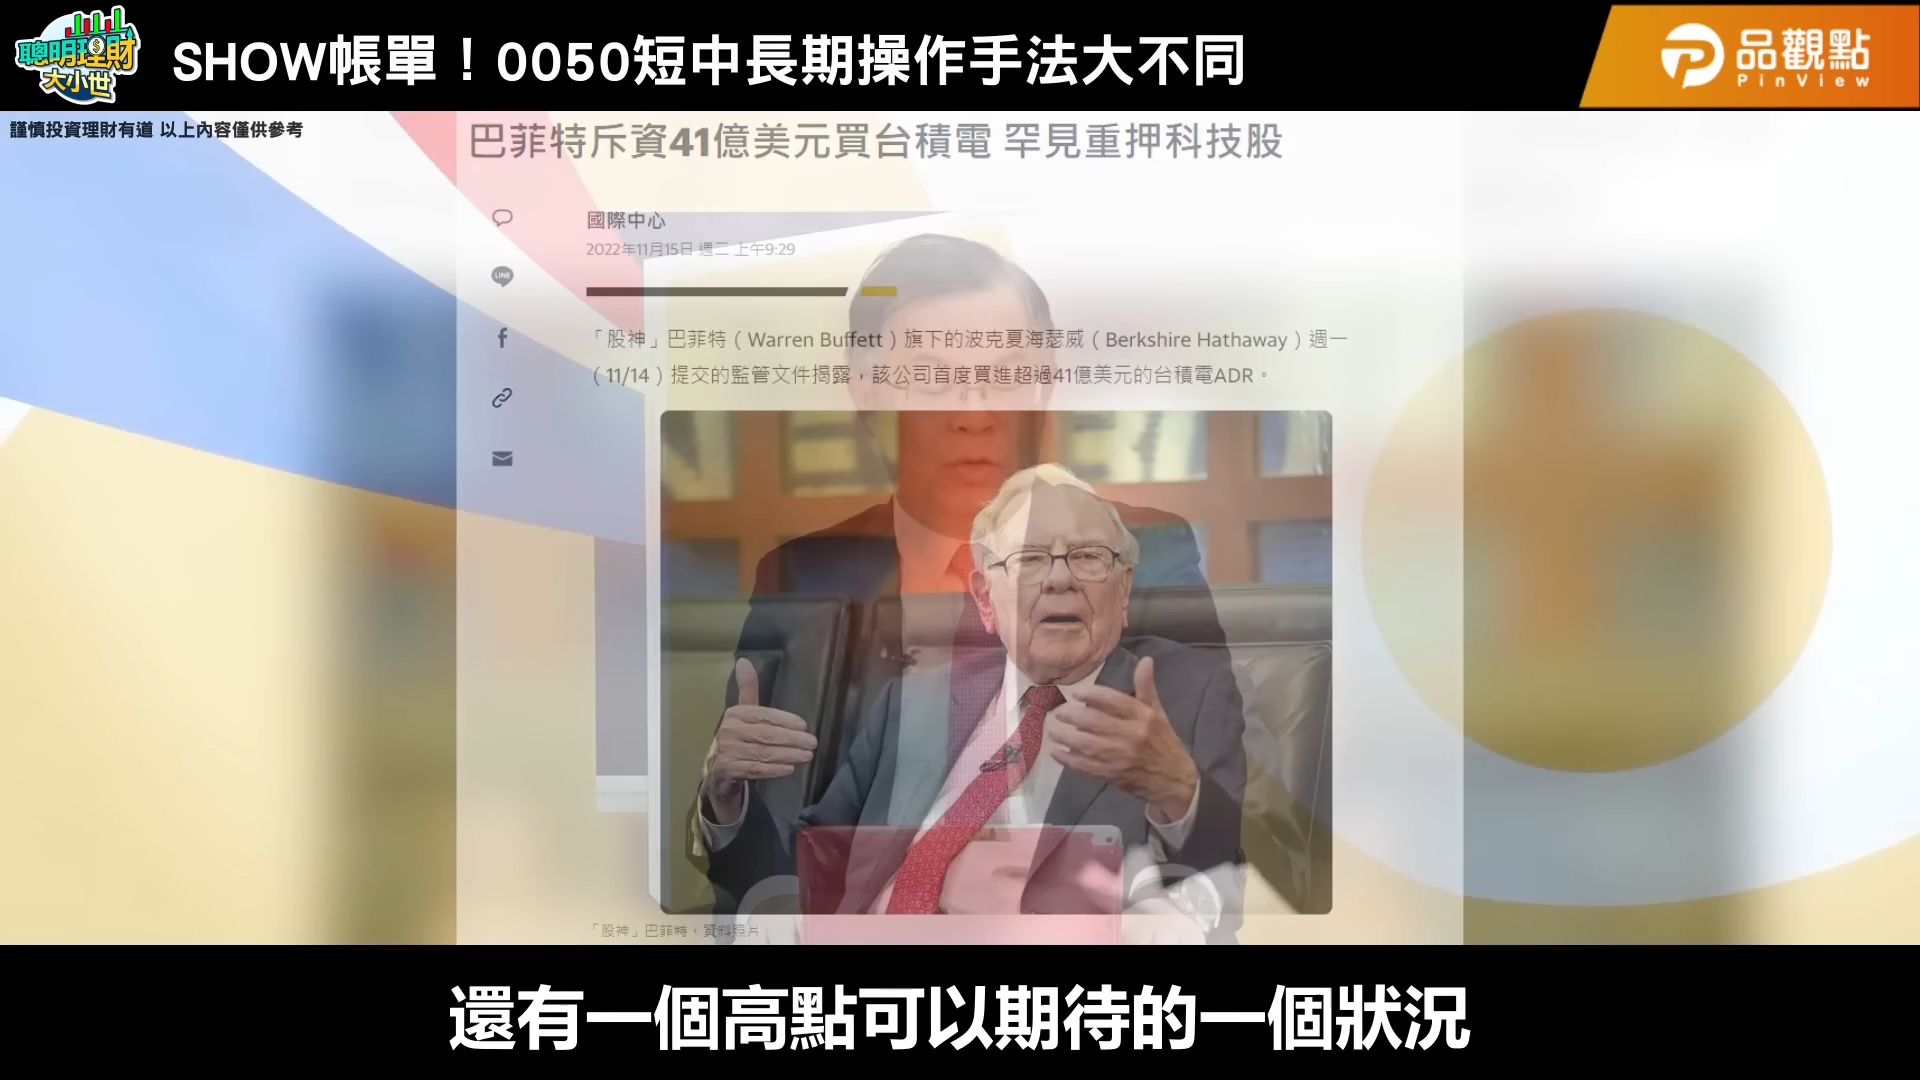 聰明理財
大小世
SHOW帳單！0050短中長期操作手法大不同
品觀點
PinView
謹慎投資理財有道 以上內容僅供參考
巴菲特斥資41億美元買台積電 罕見重押科技股
國際中心
2022年11月15日 週二 上午9:29
LINE
「股神」巴菲特（Warren Buffett）旗下的波克夏海瑟威（Berkshire Hathaway）週一
（11/14）提交的監管文件揭露，該公司首度買進超過41億美元的台積電ADR。
「股神」巴菲特。資料照片
還有一個高點可以期待的一個狀況